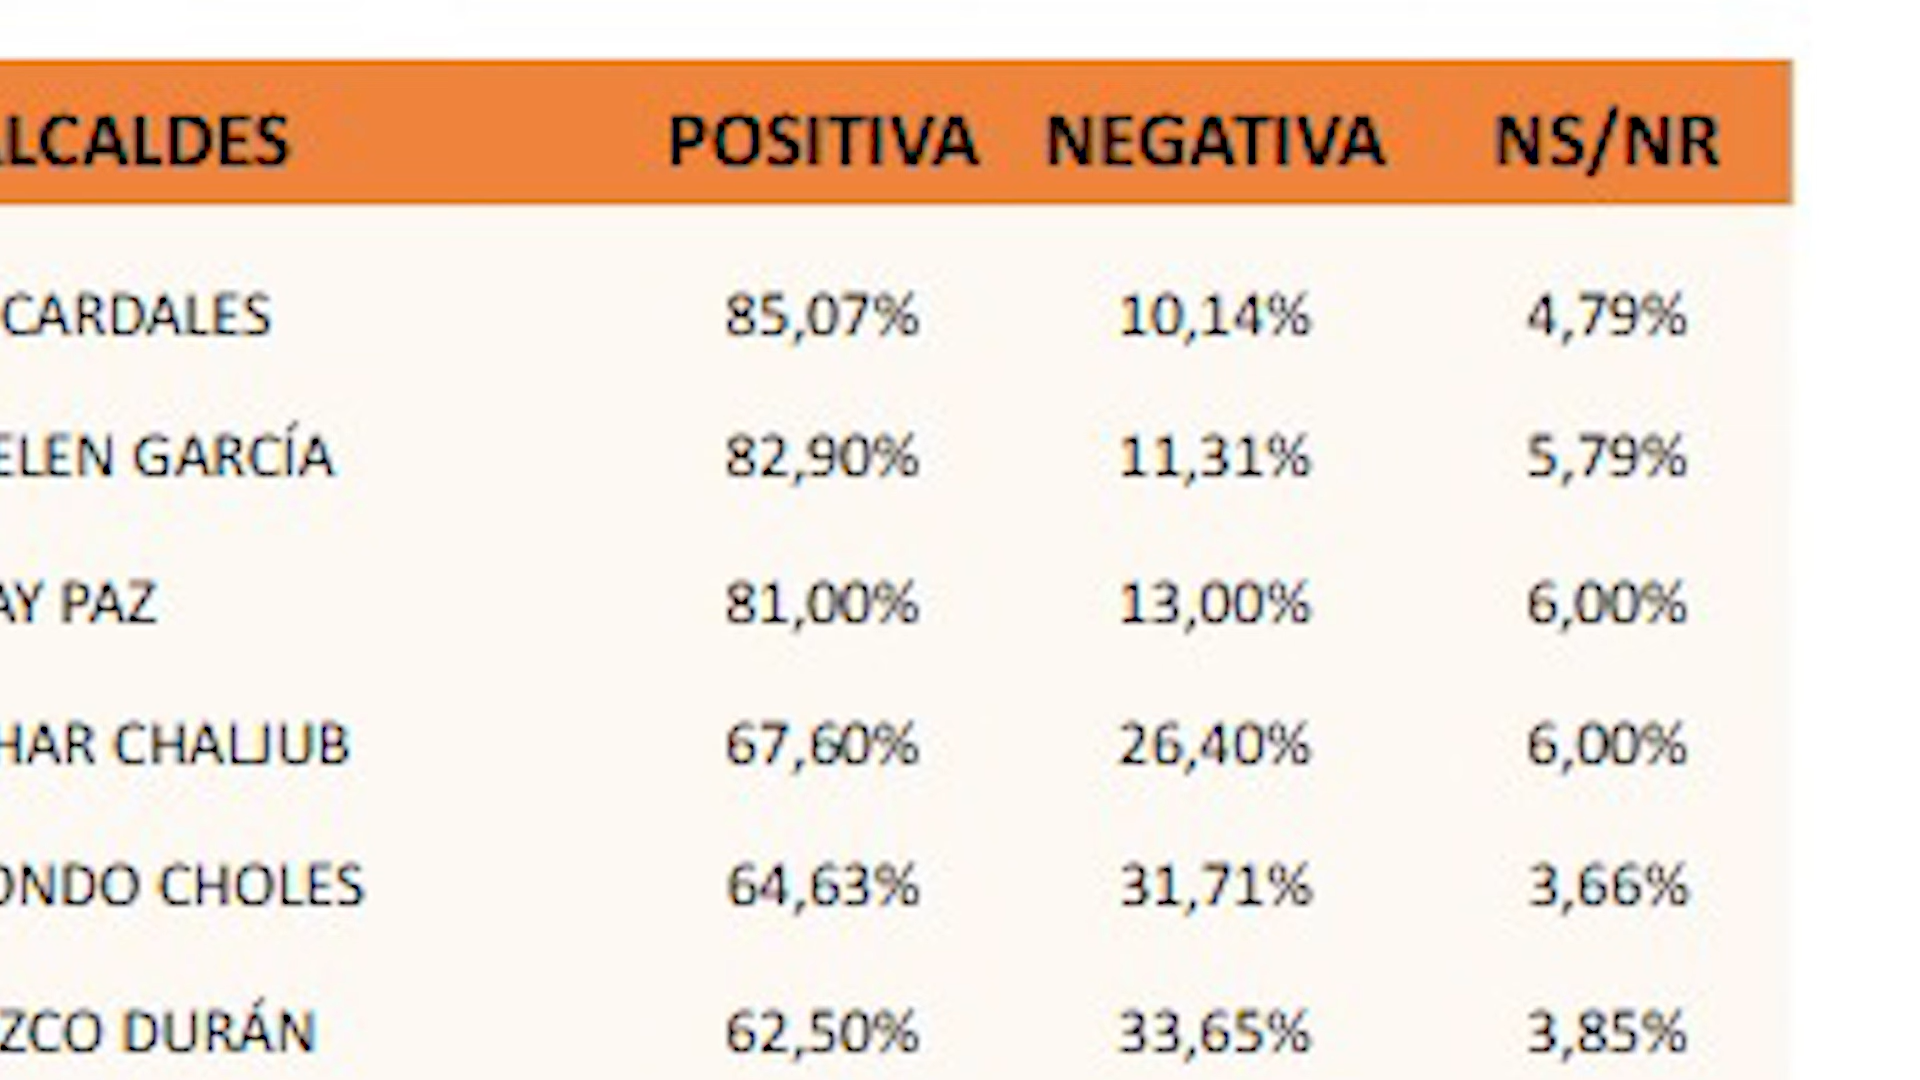 ALCALDES POSITIVA NEGATIVA NS/NR
CARDALES 85,07% 10,14% 4,79%
ELEN GARCÍA 82,90% 11,31% 5,79%
AY PAZ 81,00% 13,00% 6,00%
HAR CHALJUB 67,60% 26,40% 6,00%
ONDO CHOLES 64,63% 31,71% 3,66%
ZCO DURÁN 62,50% 33,65% 3,85%